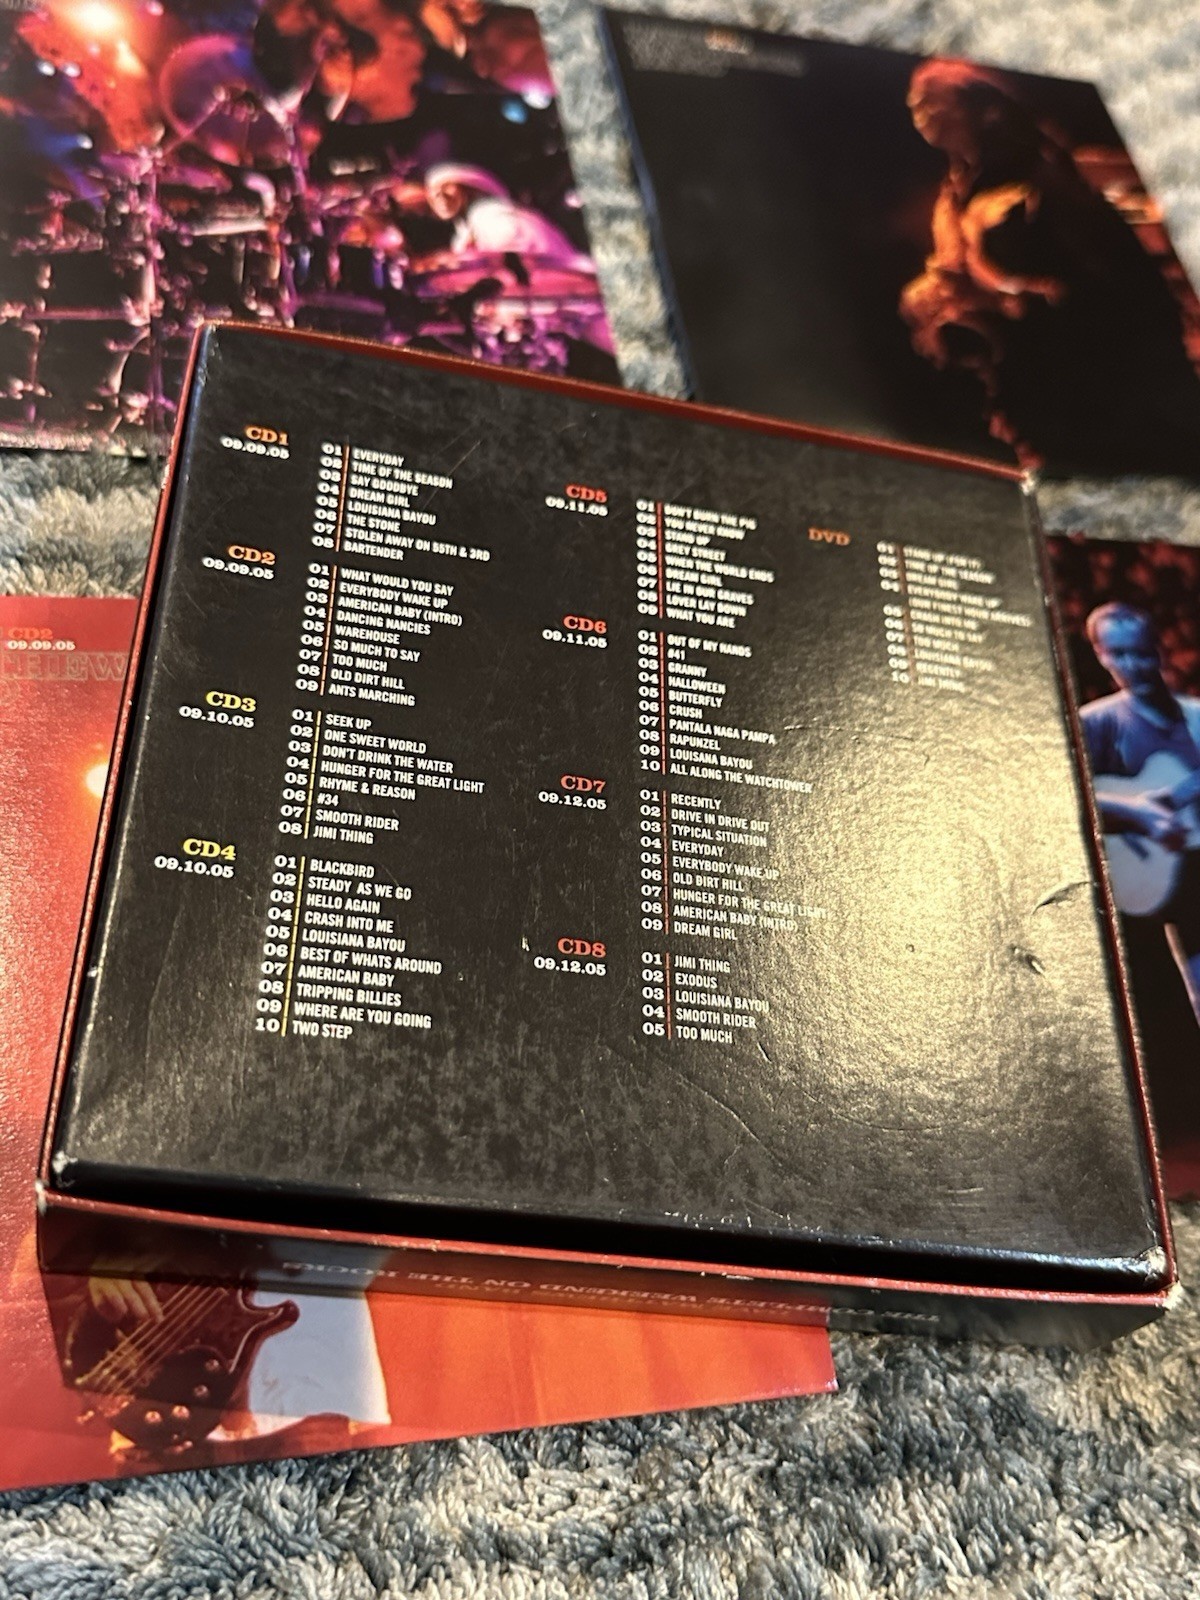 CD2
09.09.05
CD1
09.09.05
01 EVERYDAY
02 TIME OF THE SEASON
03 SAY GOODBYE
04 DREAM GIRL
05 LOUISIANA BAYOU
06 THE STONE
07 STOLEN AWAY ON 55TH & 3RD
08 BARTENDER
CD2
09.09.05
01 WHAT WOULD YOU SAY
02 EVERYBODY WAKE UP
03 AMERICAN BABY (INTRO)
04 DANCING NANCIES
05 WAREHOUSE
06 SO MUCH TO SAY
07 TOO MUCH
08 OLD DIRT HILL
09 ANTS MARCHING
CD3
09.10.05
01 SEEK UP
02 ONE SWEET WORLD
03 DON'T DRINK THE WATER
04 HUNGER FOR THE GREAT LIGHT
05 RHYME & REASON
06 #34
07 SMOOTH RIDER
08 JIMI THING
CD4
09.10.05
01 BLACKBIRD
02 STEADY AS WE GO
03 HELLO AGAIN
04 CRASH INTO ME
05 LOUISIANA BAYOU
06 BEST OF WHATS AROUND
07 AMERICAN BABY
08 TRIPPING BILLIES
09 WHERE ARE YOU GOING
10 TWO STEP
CD5
09.11.05
01 DON'T BURN THE PIG
02 YOU NEVER KNOW
03 STAND UP
04 GREY STREET
05 WHEN THE WORLD ENDS
06 DREAM GIRL
07 LIE IN OUR GRAVES
08 LOVER LAY DOWN
09 WHAT YOU ARE
CD6
09.11.05
01 OUT OF MY HANDS
02 #41
03 GRANNY
04 HALLOWEEN
05 BUTTERFLY
06 CRUSH
07 PANTALA NAGA PAMPA
08 RAPUNZEL
09 LOUISANA BAYOU
10 ALL ALONG THE WATCHTOWER
CD7
09.12.05
01 RECENTLY
02 DRIVE IN DRIVE OUT
03 TYPICAL SITUATION
04 EVERYDAY
05 EVERYBODY WAKE UP
06 OLD DIRT HILL
07 HUNGER FOR THE GREAT LIGHT
08 AMERICAN BABY (INTRO)
09 DREAM GIRL
CD8
09.12.05
01 JIMI THING
02 EXODUS
03 LOUISIANA BAYOU
04 SMOOTH RIDER
05 TOO MUCH
DVD
10 JIMI THING
WEEKEND ON THE ROCKS